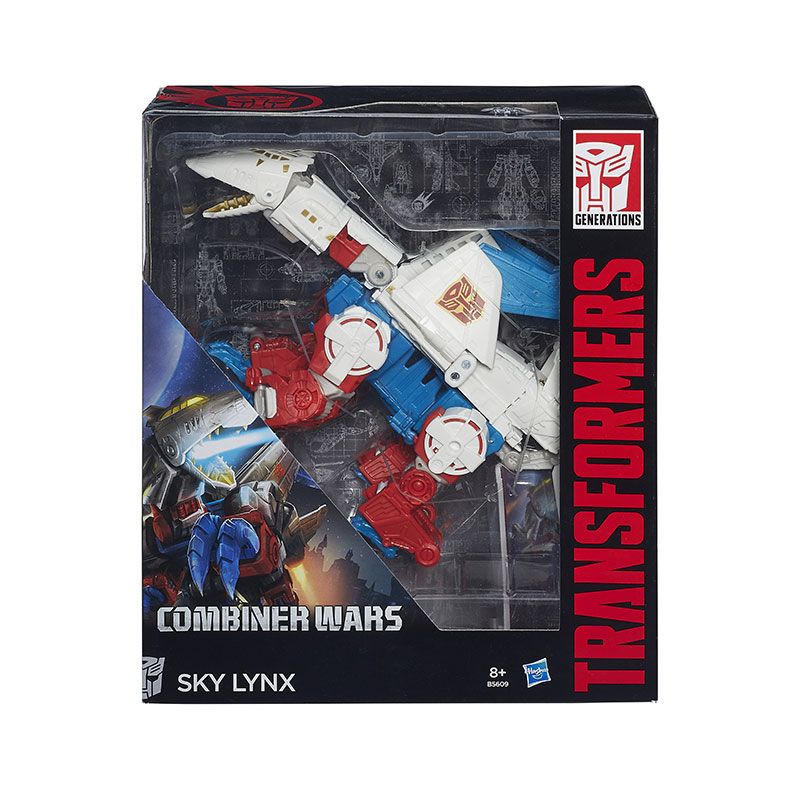 GENERATIONS
TRANSFORMERS
COMBINER WARS
SKY LYNX
8+
B5609
Hasbro